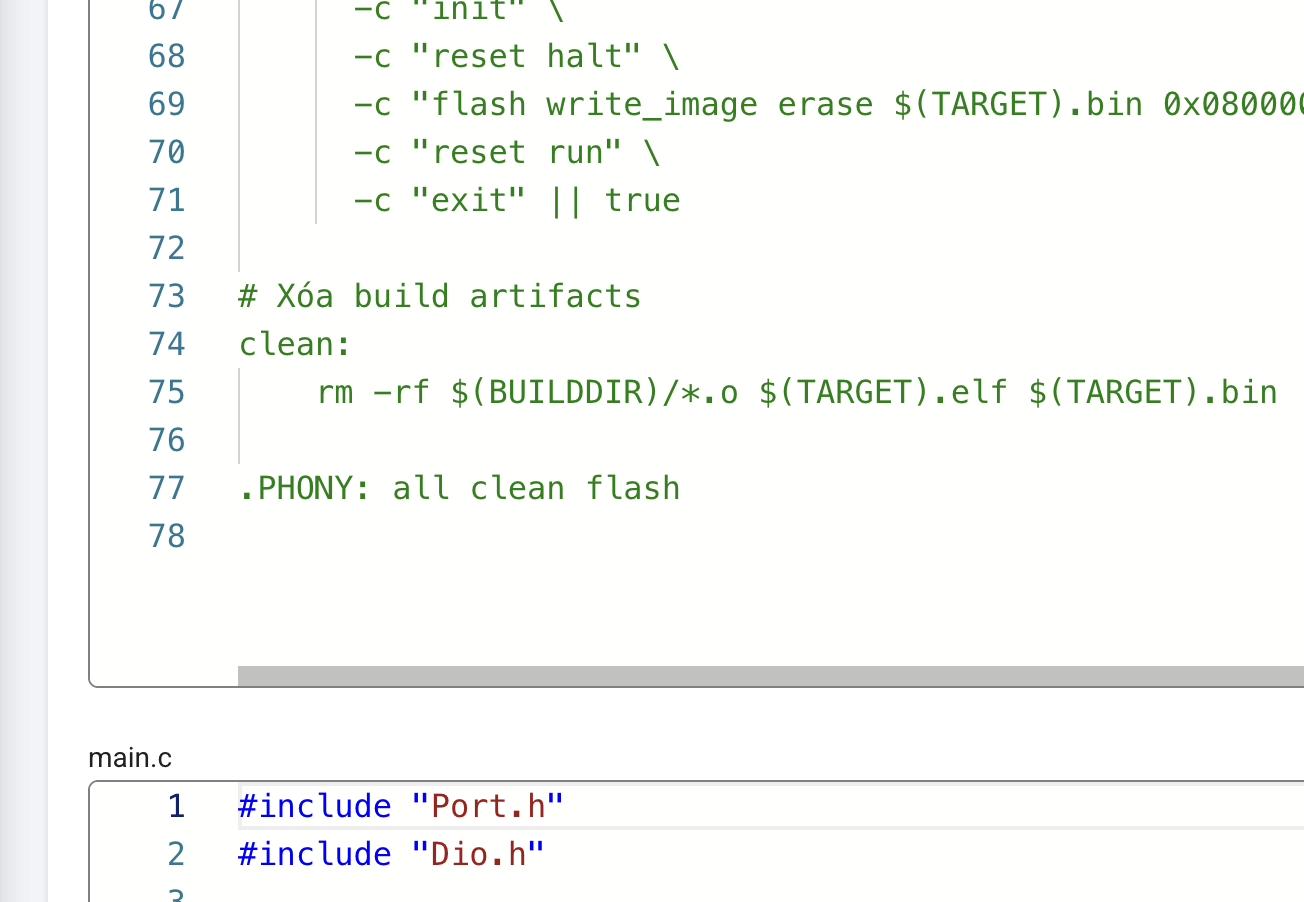 67 -c "init" \
68 -c "reset halt" \
69 -c "flash write_image erase $(TARGET).bin 0x080000
70 -c "reset run" \
71 -c "exit" || true
72
73 # Xóa build artifacts
74 clean:
75 rm -rf $(BUILDDIR)/*.o $(TARGET).elf $(TARGET).bin
76
77 .PHONY: all clean flash
78
main.c
1 #include "Port.h"
2 #include "Dio.h"
3